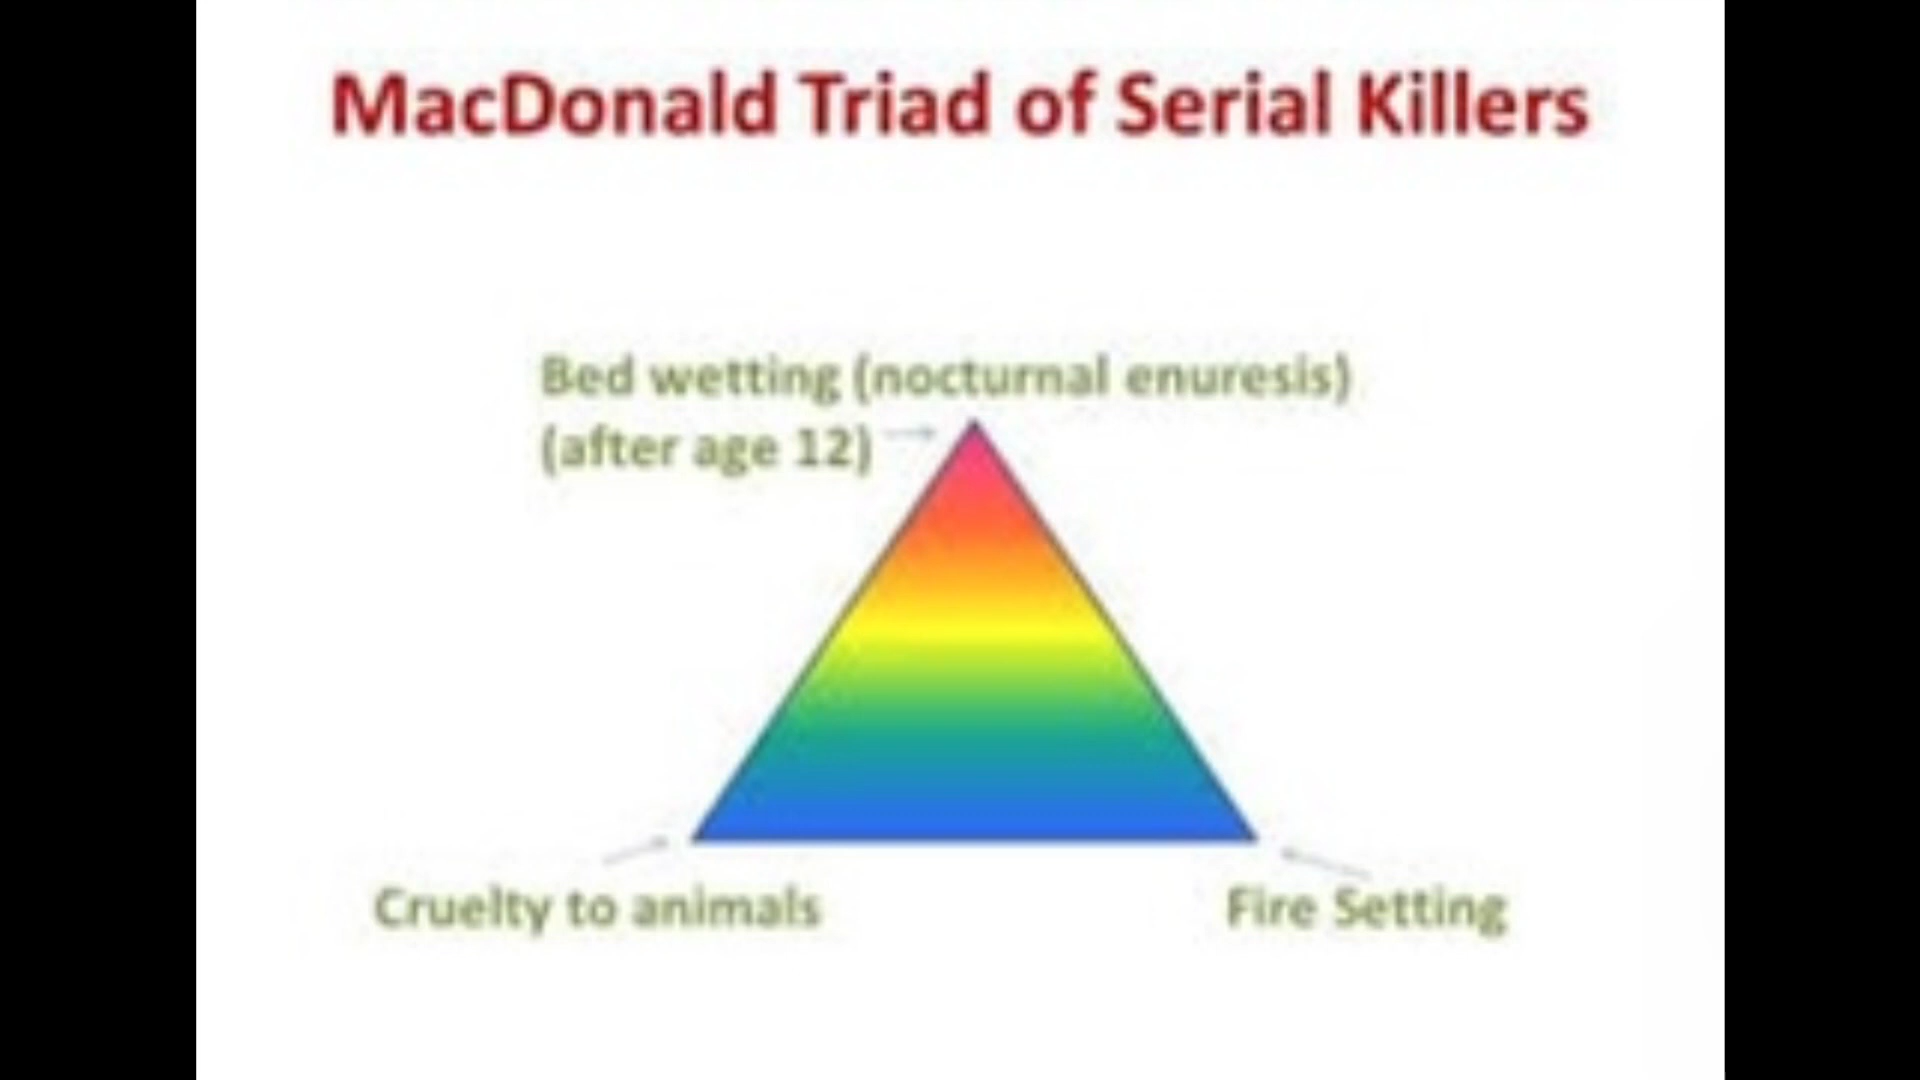 MacDonald Triad of Serial Killers
Bed wetting (nocturnal enuresis)
(after age 12)
Cruelty to animals
Fire Setting